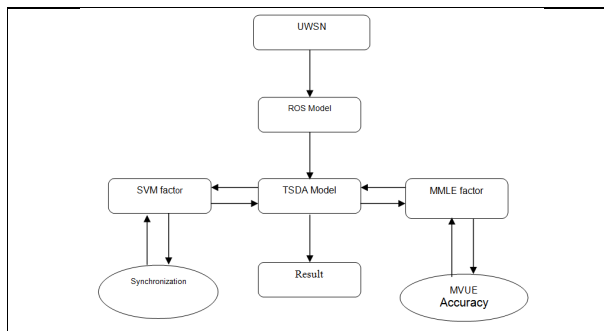 UWSN
ROS Model
SVM factor
TSDA Model
MMLE factor
Synchronization
Result
MVUE
Accuracy